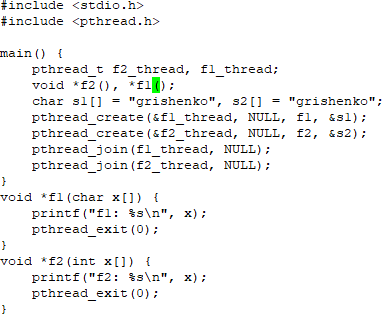 #include <stdio.h>
#include <pthread.h>
main() {
pthread_t f2_thread, f1_thread;
void *f2(), *f1();
char s1[] = "grishenko", s2[] = "grishenko";
pthread_create(&f1_thread, NULL, f1, &s1);
pthread_create(&f2_thread, NULL, f2, &s2);
pthread_join(f1_thread, NULL);
pthread_join(f2_thread, NULL);
}
void *f1(char x[]) {
printf("f1: %s\n", x);
pthread_exit(0);
}
void *f2(int x[]) {
printf("f2: %s\n", x);
pthread_exit(0);
}